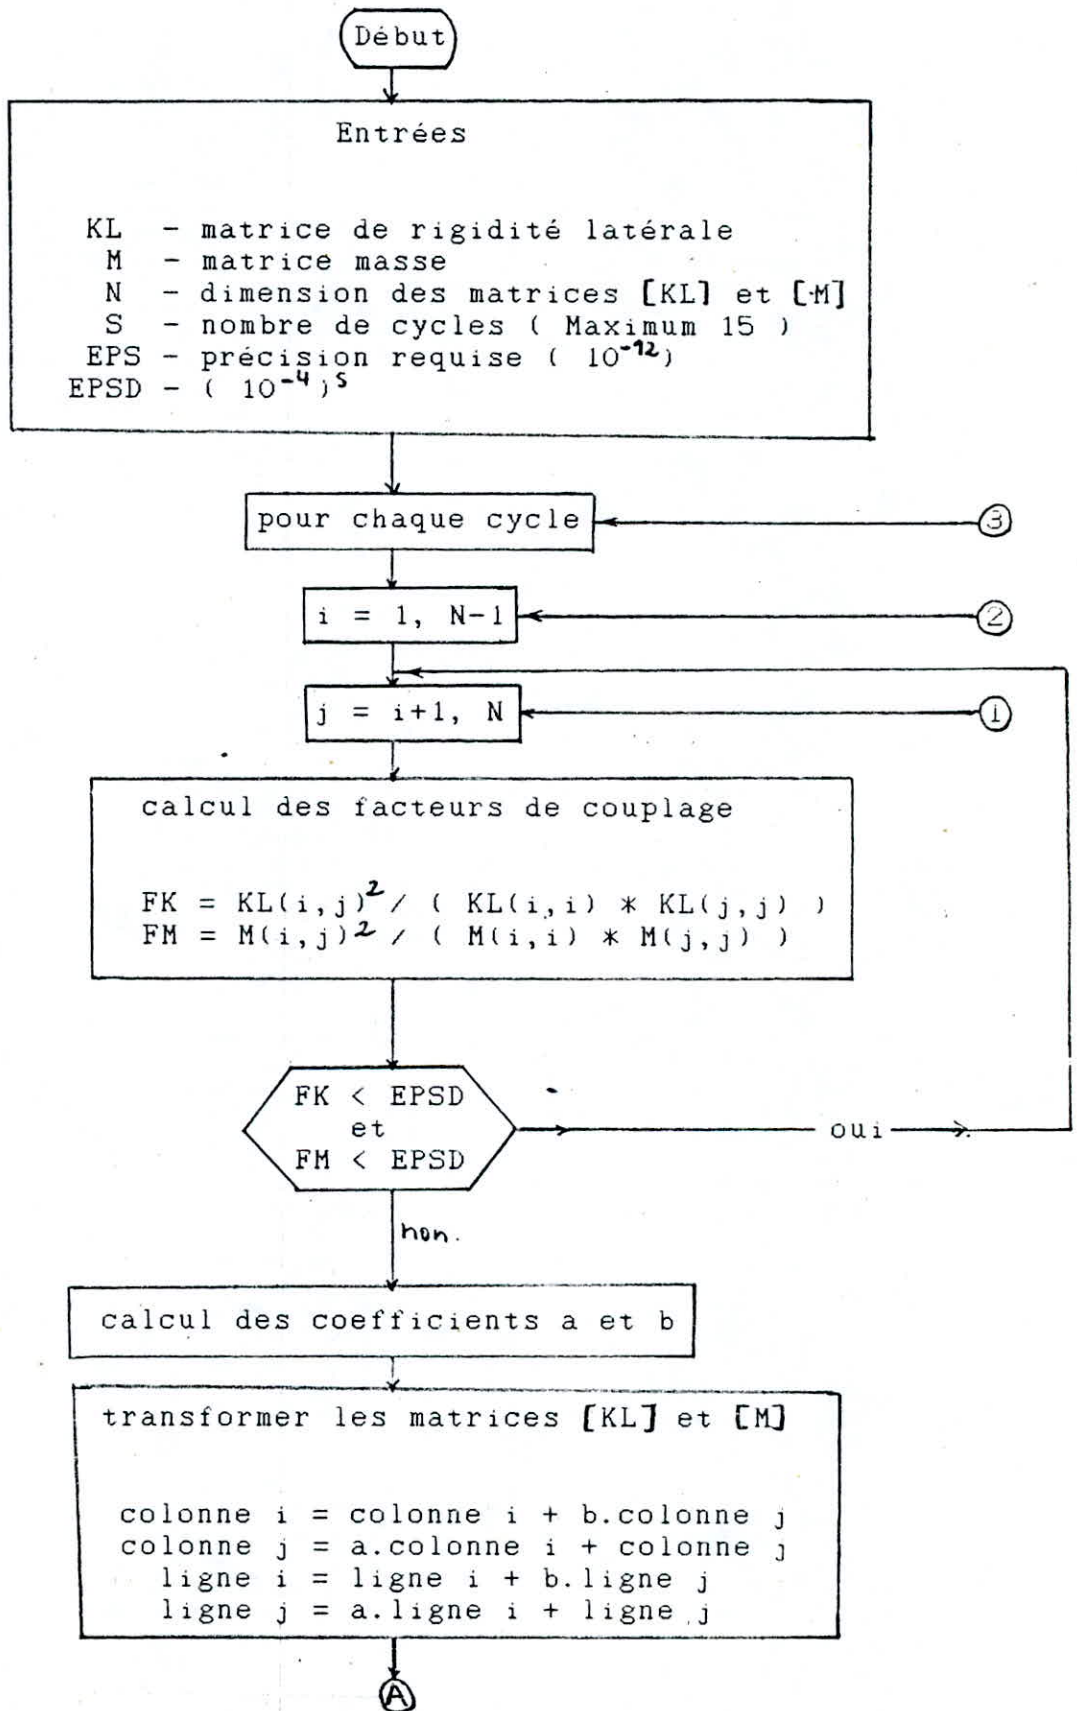 Début
Entrées
KL - matrice de rigidité latérale
M - matrice masse
N - dimension des matrices [KL] et [M]
S - nombre de cycles ( Maximum 15 )
EPS - précision requise ( 10⁻¹²)
EPSD - ( 10⁻⁴)ˢ
pour chaque cycle
3
i = 1, N-1
2
j = i+1, N
1
calcul des facteurs de couplage
FK = KL(i,j)² / ( KL(i,i) * KL(j,j) )
FM = M(i,j)² / ( M(i,i) * M(j,j) )
FK < EPSD
et
FM < EPSD
oui
non.
calcul des coefficients a et b
transformer les matrices [KL] et [M]
colonne i = colonne i + b.colonne j
colonne j = a.colonne i + colonne j
ligne i = ligne i + b.ligne j
ligne j = a.ligne i + ligne j
A